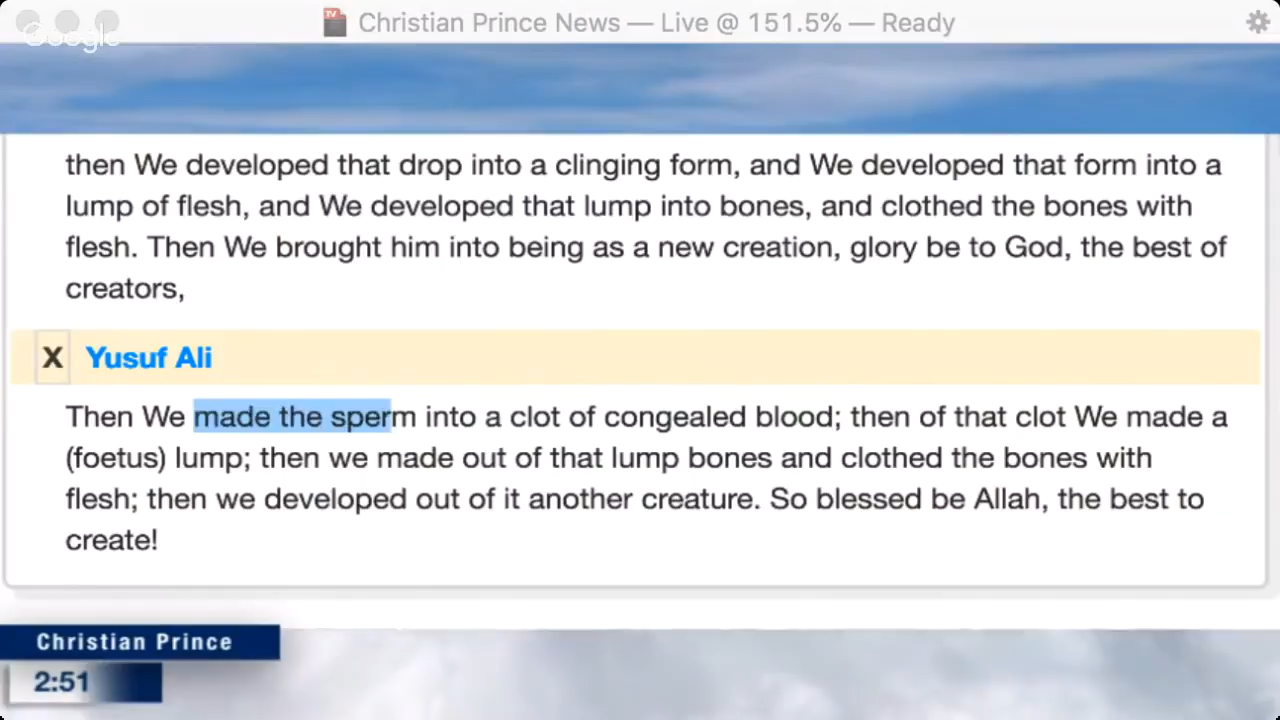 Christian Prince News — Live @ 151.5% — Ready
Google
then We developed that drop into a clinging form, and We developed that form into a
lump of flesh, and We developed that lump into bones, and clothed the bones with
flesh. Then We brought him into being as a new creation, glory be to God, the best of
creators,
X Yusuf Ali
Then We made the sperm into a clot of congealed blood; then of that clot We made a
(foetus) lump; then we made out of that lump bones and clothed the bones with
flesh; then we developed out of it another creature. So blessed be Allah, the best to
create!
Christian Prince
2:51